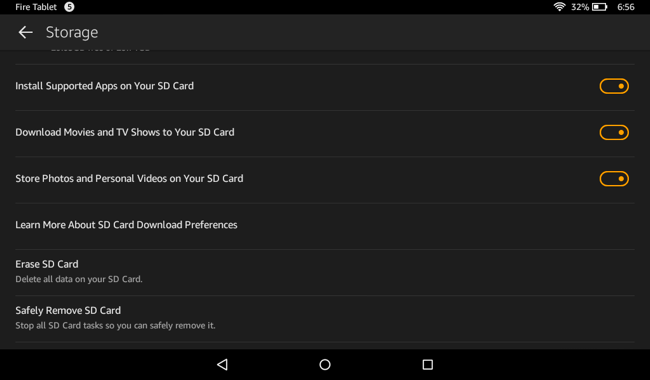 Fire Tablet 5 32% 6:56
Storage
Install Supported Apps on Your SD Card
Download Movies and TV Shows to Your SD Card
Store Photos and Personal Videos on Your SD Card
Learn More About SD Card Download Preferences
Erase SD Card
Delete all data on your SD Card.
Safely Remove SD Card
Stop all SD Card tasks so you can safely remove it.